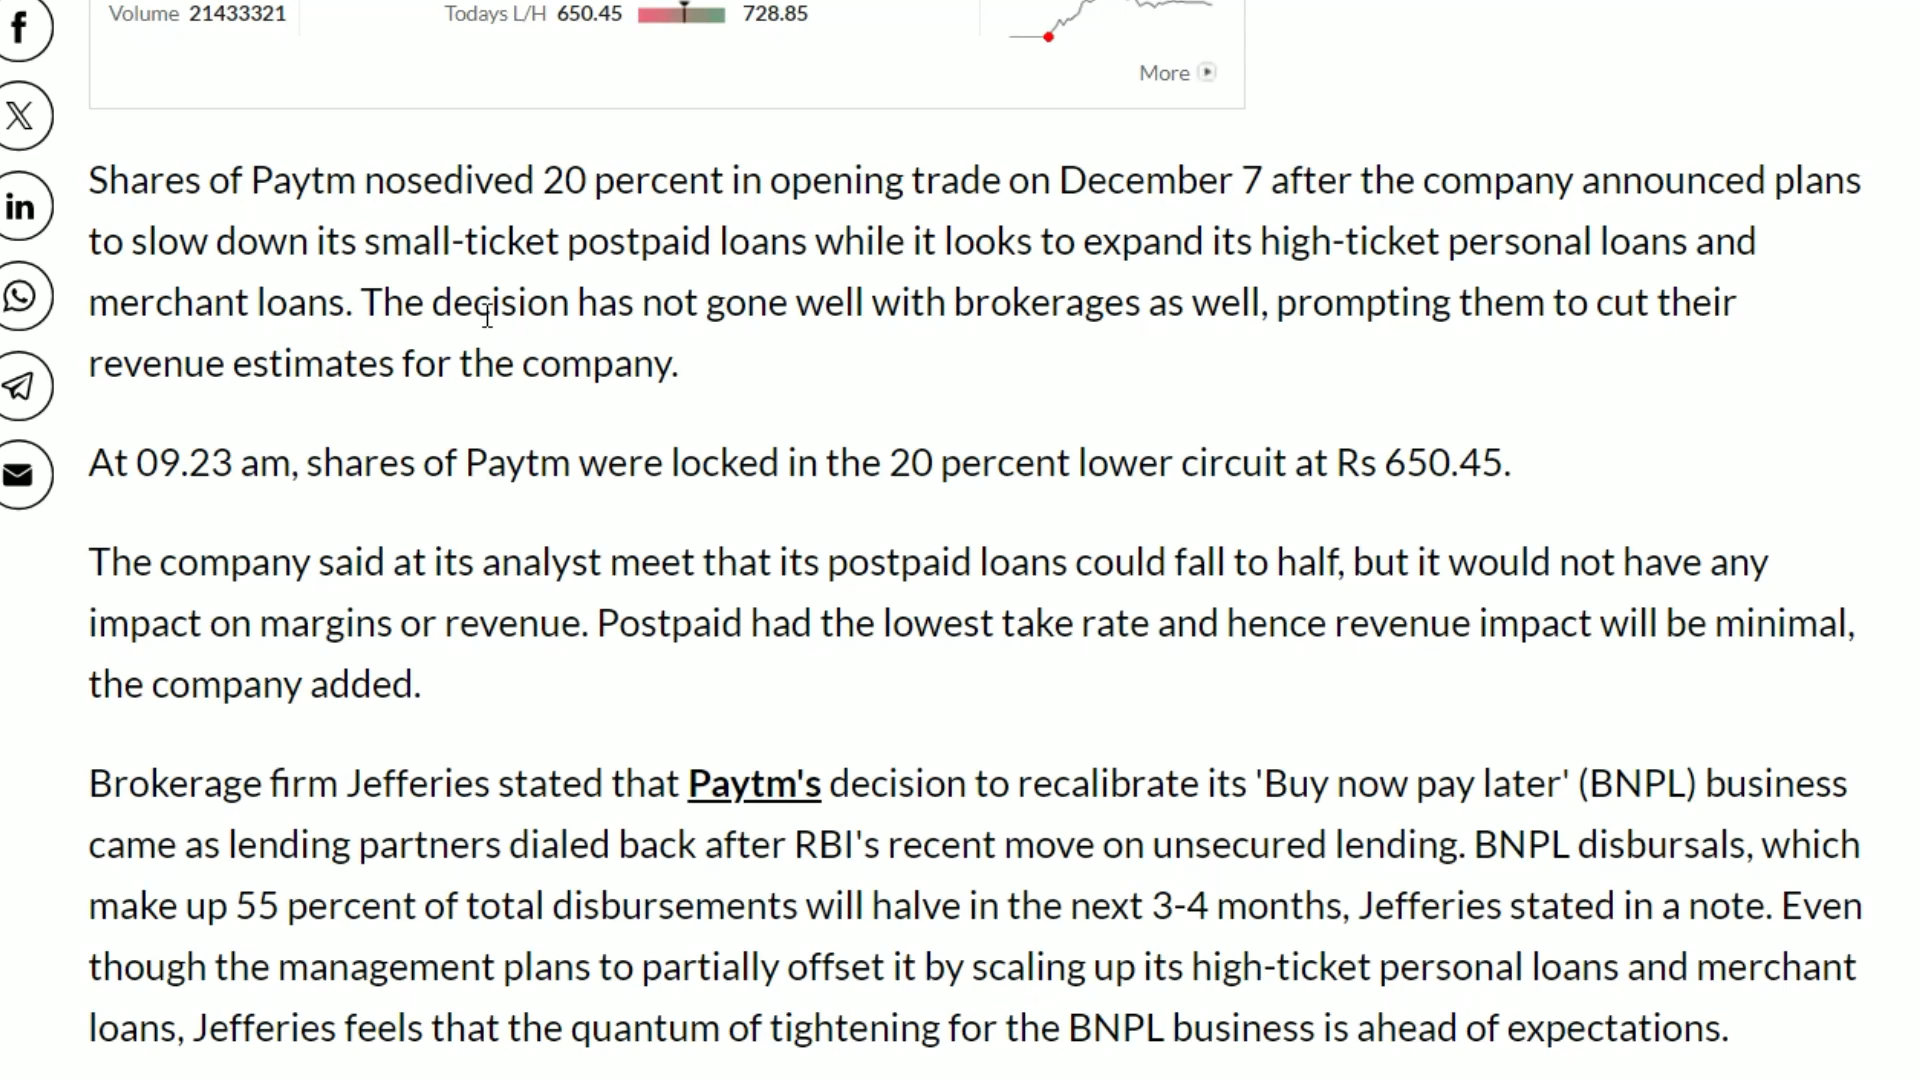 Volume 21433321 Todays L/H 650.45 728.85
More
Shares of Paytm nosedived 20 percent in opening trade on December 7 after the company announced plans
to slow down its small-ticket postpaid loans while it looks to expand its high-ticket personal loans and
merchant loans. The decision has not gone well with brokerages as well, prompting them to cut their
revenue estimates for the company.
At 09.23 am, shares of Paytm were locked in the 20 percent lower circuit at Rs 650.45.
The company said at its analyst meet that its postpaid loans could fall to half, but it would not have any
impact on margins or revenue. Postpaid had the lowest take rate and hence revenue impact will be minimal,
the company added.
Brokerage firm Jefferies stated that Paytm's decision to recalibrate its 'Buy now pay later' (BNPL) business
came as lending partners dialed back after RBI's recent move on unsecured lending. BNPL disbursals, which
make up 55 percent of total disbursements will halve in the next 3-4 months, Jefferies stated in a note. Even
though the management plans to partially offset it by scaling up its high-ticket personal loans and merchant
loans, Jefferies feels that the quantum of tightening for the BNPL business is ahead of expectations.